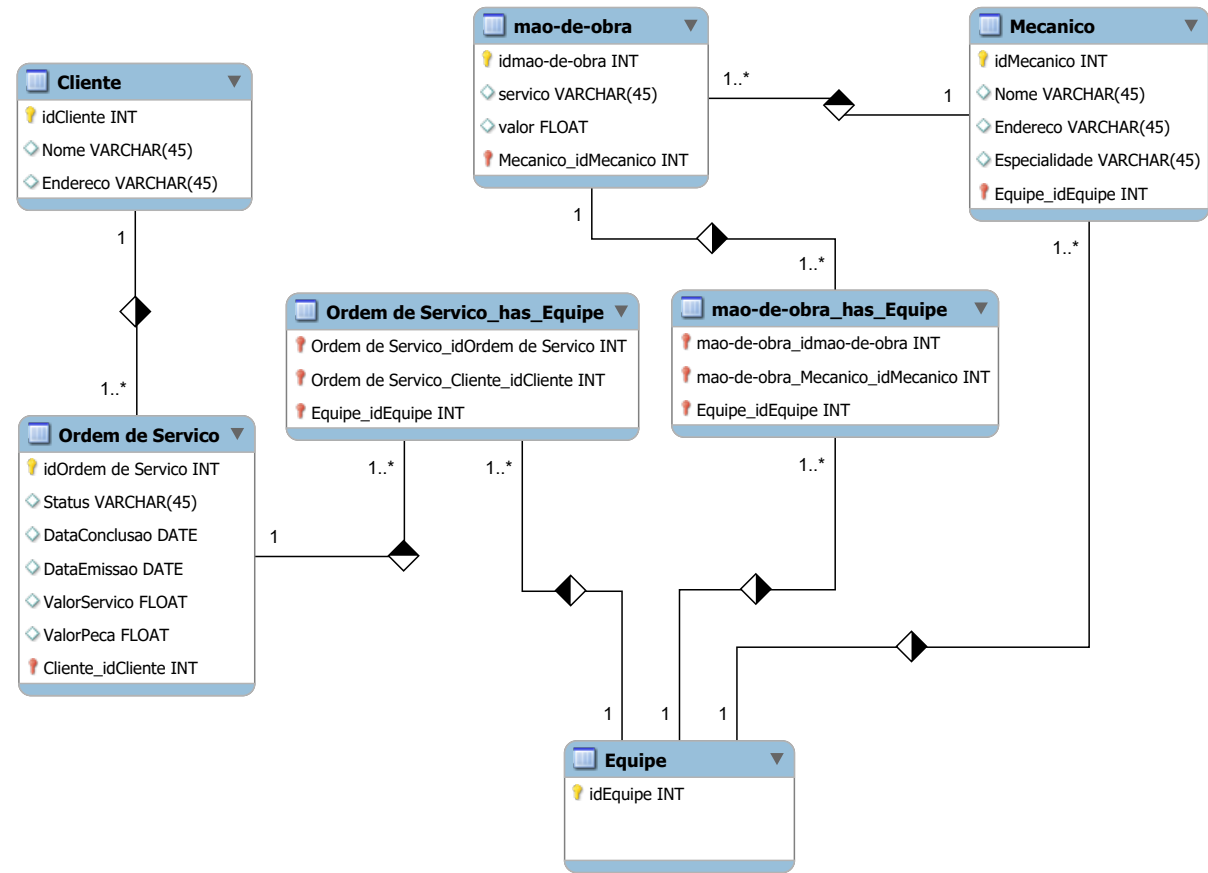 mao-de-obra
idmao-de-obra INT
servico VARCHAR(45)
valor FLOAT
Mecanico_idMecanico INT
Mecanico
idMecanico INT
Nome VARCHAR(45)
Endereco VARCHAR(45)
Especialidade VARCHAR(45)
Equipe_idEquipe INT
1..*
1
Cliente
idCliente INT
Nome VARCHAR(45)
Endereco VARCHAR(45)
1
1..*
1
1..*
1..*
Ordem de Servico_has_Equipe
Ordem de Servico_idOrdem de Servico INT
Ordem de Servico_Cliente_idCliente INT
Equipe_idEquipe INT
mao-de-obra_has_Equipe
mao-de-obra_idmao-de-obra INT
mao-de-obra_Mecanico_idMecanico INT
Equipe_idEquipe INT
Ordem de Servico
idOrdem de Servico INT
Status VARCHAR(45)
DataConclusao DATE
DataEmissao DATE
ValorServico FLOAT
ValorPeca FLOAT
Cliente_idCliente INT
1..*
1..*
1..*
1
1
1
1
Equipe
idEquipe INT